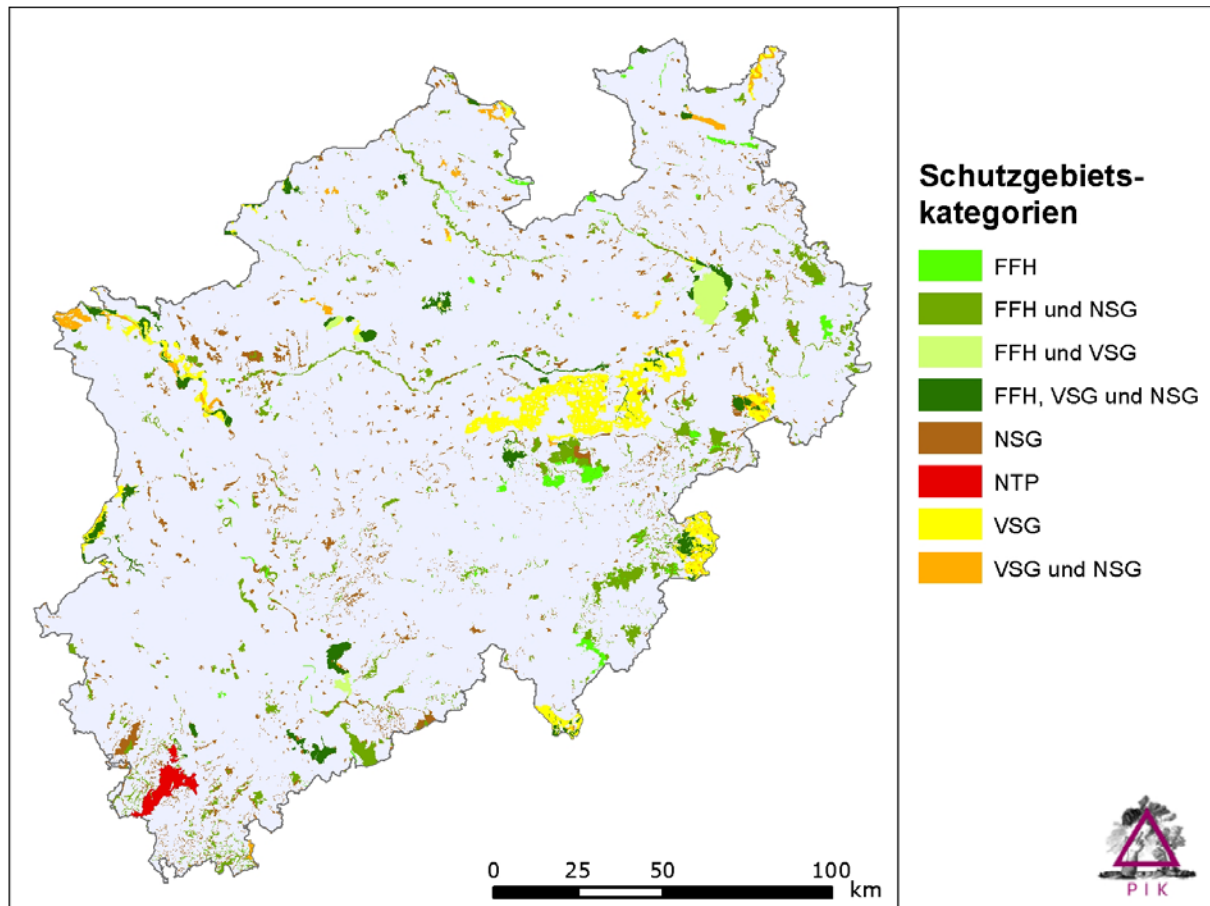 Schutzgebiets-
kategorien
FFH
FFH und NSG
FFH und VSG
FFH, VSG und NSG
NSG
NTP
VSG
VSG und NSG
0 25 50 100
km
PIK